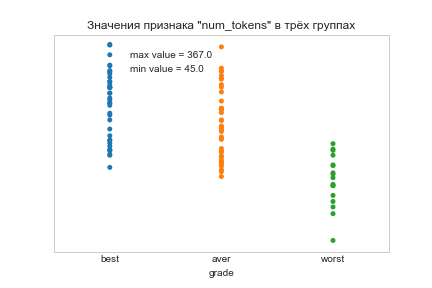 Значения признака "num_tokens" в трёх группах
max value = 367.0
min value = 45.0
best aver worst
grade